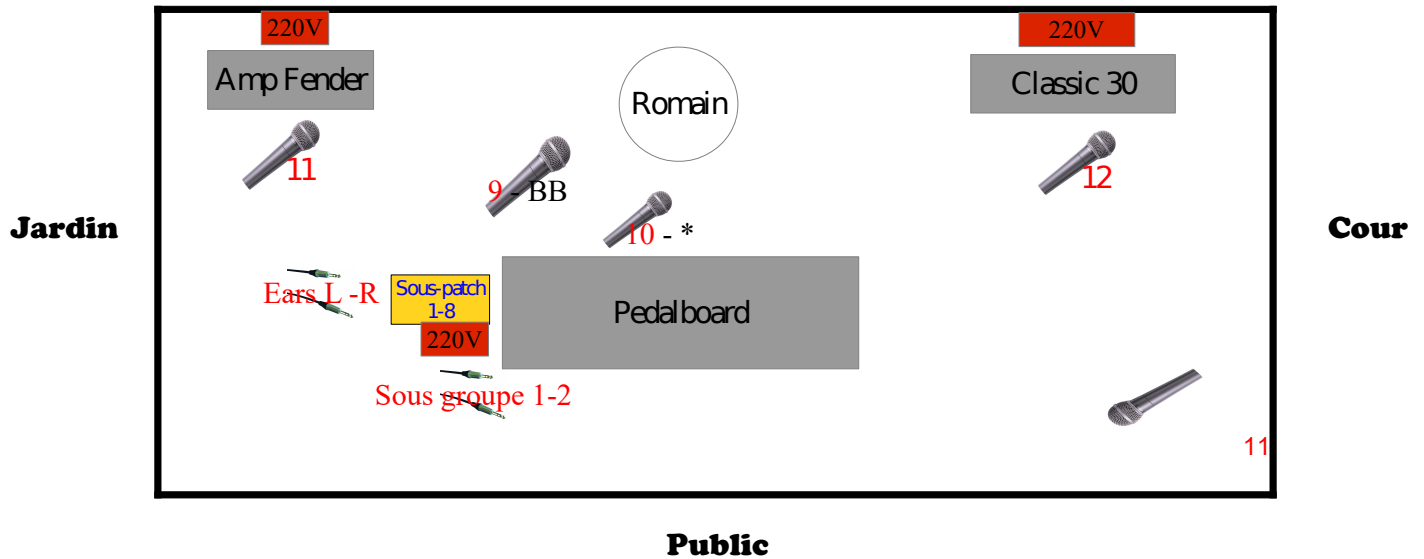 220V
220V
Amp Fender
Classic 30
Romain
11
12
9 - BB
10 - *
Jardin
Cour
Ears L -R
Sous-patch
1-8
Pedalboard
220V
Sous groupe 1-2
11
Public